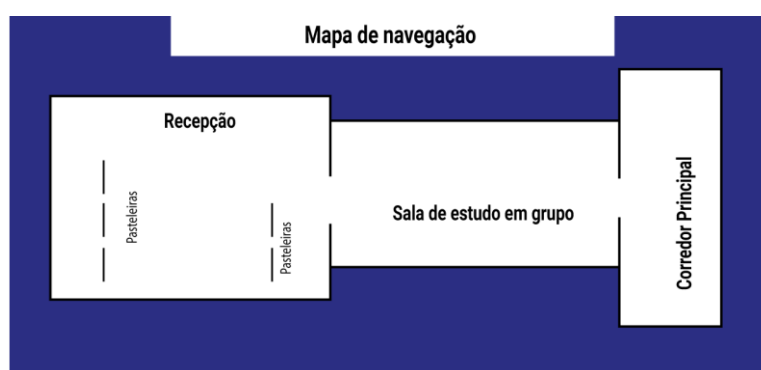 Mapa de navegação
Recepção
Pasteleiras
Pasteleiras
Sala de estudo em grupo
Corredor Principal